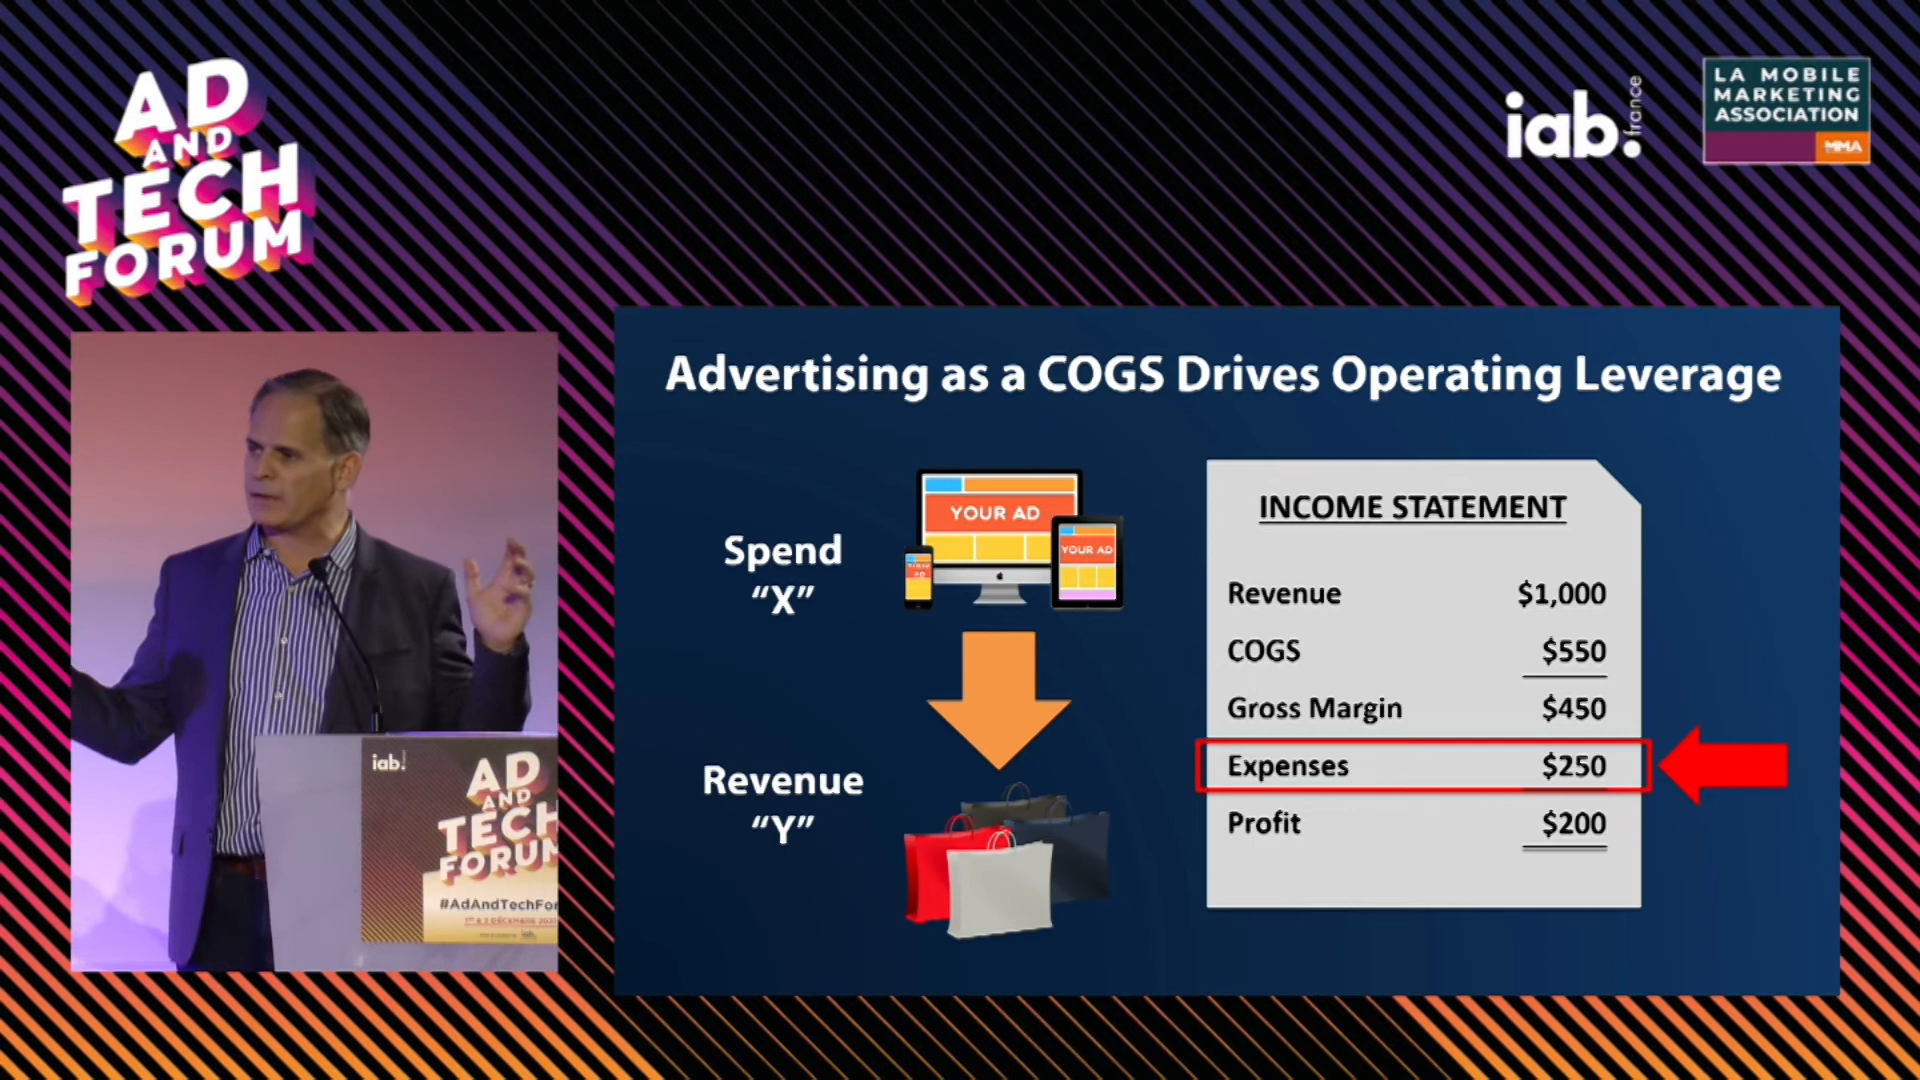 AD
AND
TECH
FORUM
iab.
france
LA MOBILE
MARKETING
ASSOCIATION
MMA
Advertising as a COGS Drives Operating Leverage
Spend
“X”
YOUR AD
YOUR AD
Revenue
“Y”
INCOME STATEMENT
Revenue $1,000
COGS $550
Gross Margin $450
Expenses $250
Profit $200
iab.
AD
AND
TECH
FORUM
#AdAndTechFor